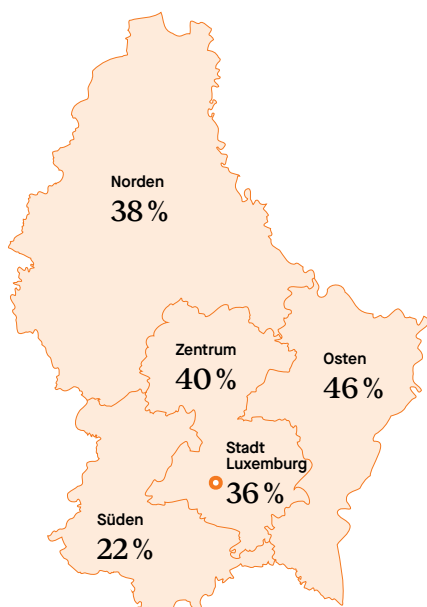 Norden
38 %
Zentrum
40 %
Osten
46 %
Stadt
Luxemburg
36 %
Süden
22 %